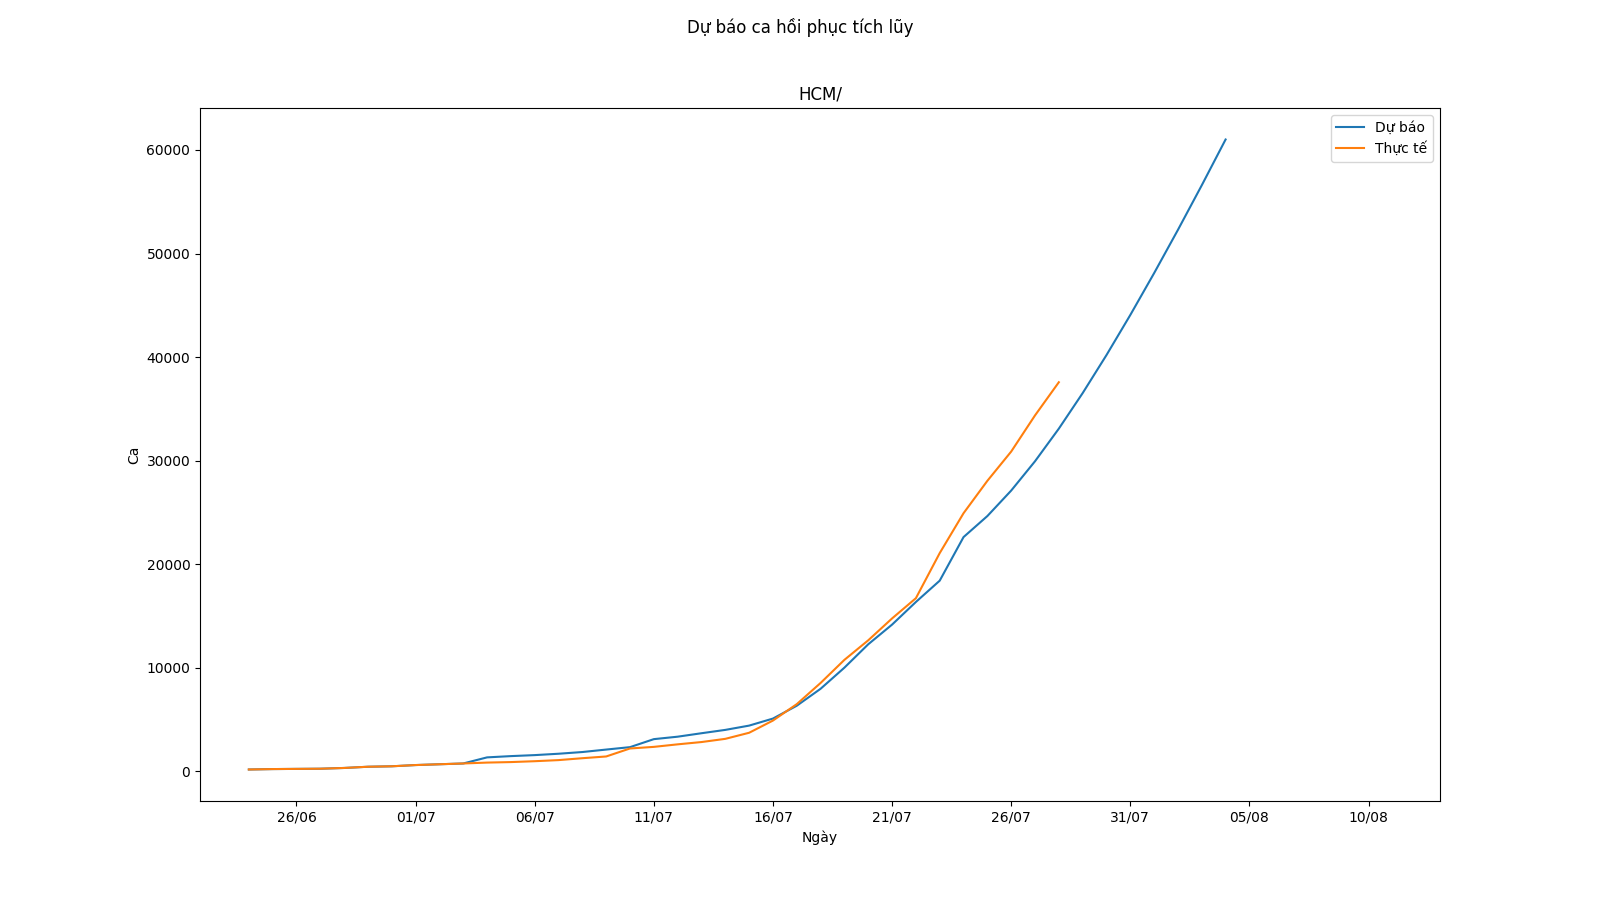 Dự báo ca hồi phục tích lũy
HCM/
Dự báo
Thực tế
60000
50000
40000
30000
20000
10000
0
Ca
26/06 01/07 06/07 11/07 16/07 21/07 26/07 31/07 05/08 10/08
Ngày